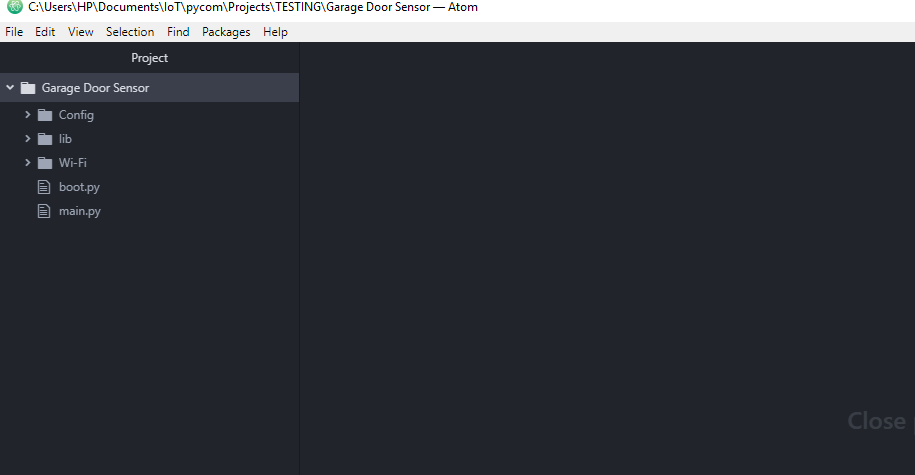 C:\Users\HP\Documents\IoT\pycom\Projects\TESTING\Garage Door Sensor — Atom
File Edit View Selection Find Packages Help
Project
Garage Door Sensor
Config
lib
Wi-Fi
boot.py
main.py
Close